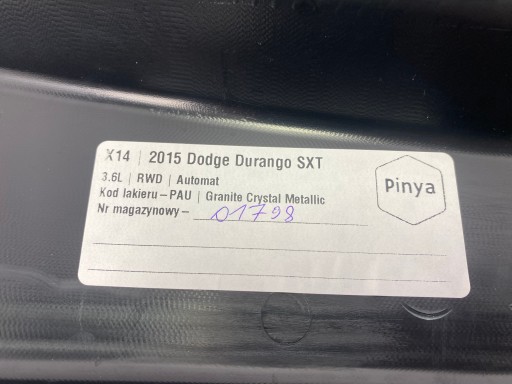 X14 | 2015 Dodge Durango SXT
3.6L | RWD | Automat
Kod lakieru – PAU | Granite Crystal Metallic
Nr magazynowy – 01798
Pinya